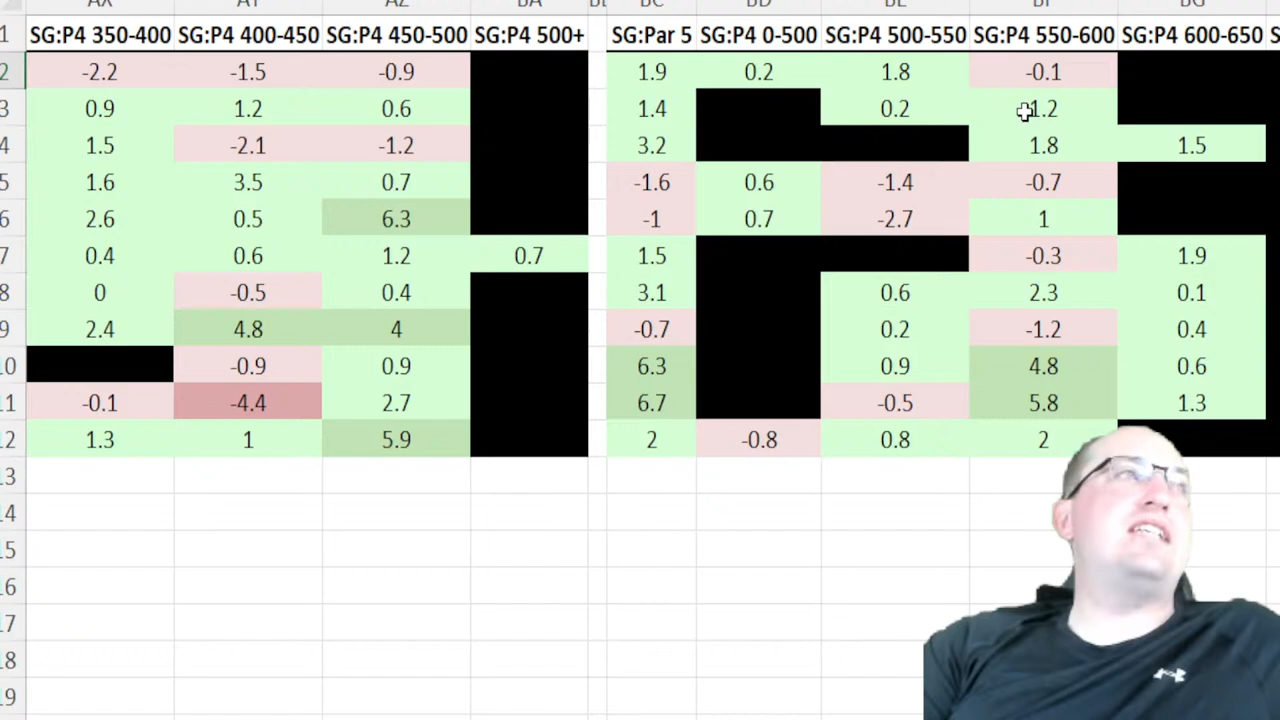 AX AY AZ BA BC BD BE BF BG
1 SG:P4 350-400 SG:P4 400-450 SG:P4 450-500 SG:P4 500+ SG:Par 5 SG:P4 0-500 SG:P4 500-550 SG:P4 550-600 SG:P4 600-650 S
2 -2.2 -1.5 -0.9 1.9 0.2 1.8 -0.1
3 0.9 1.2 0.6 1.4 0.2 1.2
4 1.5 -2.1 -1.2 3.2 1.8 1.5
5 1.6 3.5 0.7 -1.6 0.6 -1.4 -0.7
6 2.6 0.5 6.3 -1 0.7 -2.7 1
7 0.4 0.6 1.2 0.7 1.5 -0.3 1.9
8 0 -0.5 0.4 3.1 0.6 2.3 0.1
9 2.4 4.8 4 -0.7 0.2 -1.2 0.4
10 -0.9 0.9 6.3 0.9 4.8 0.6
11 -0.1 -4.4 2.7 6.7 -0.5 5.8 1.3
12 1.3 1 5.9 2 -0.8 0.8 2
13
14
15
16
17
18
19